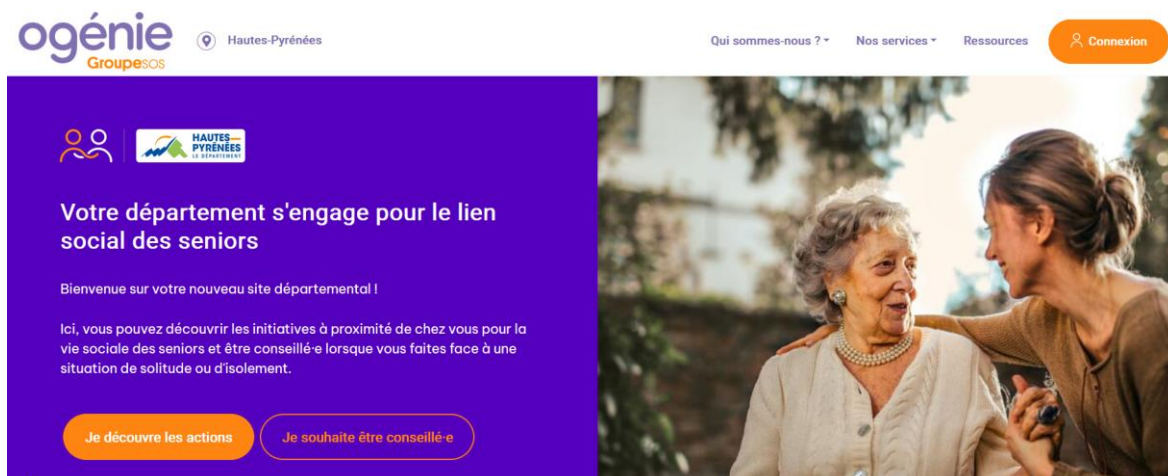 ogénie
Groupesos
Hautes-Pyrénées
Qui sommes-nous ?
Nos services
Ressources
Connexion
HAUTES–
PYRÉNÉES
LE DÉPARTEMENT
Votre département s'engage pour le lien
social des seniors
Bienvenue sur votre nouveau site départemental !
Ici, vous pouvez découvrir les initiatives à proximité de chez vous pour la
vie sociale des seniors et être conseillé·e lorsque vous faites face à une
situation de solitude ou d'isolement.
Je découvre les actions
Je souhaite être conseillé·e